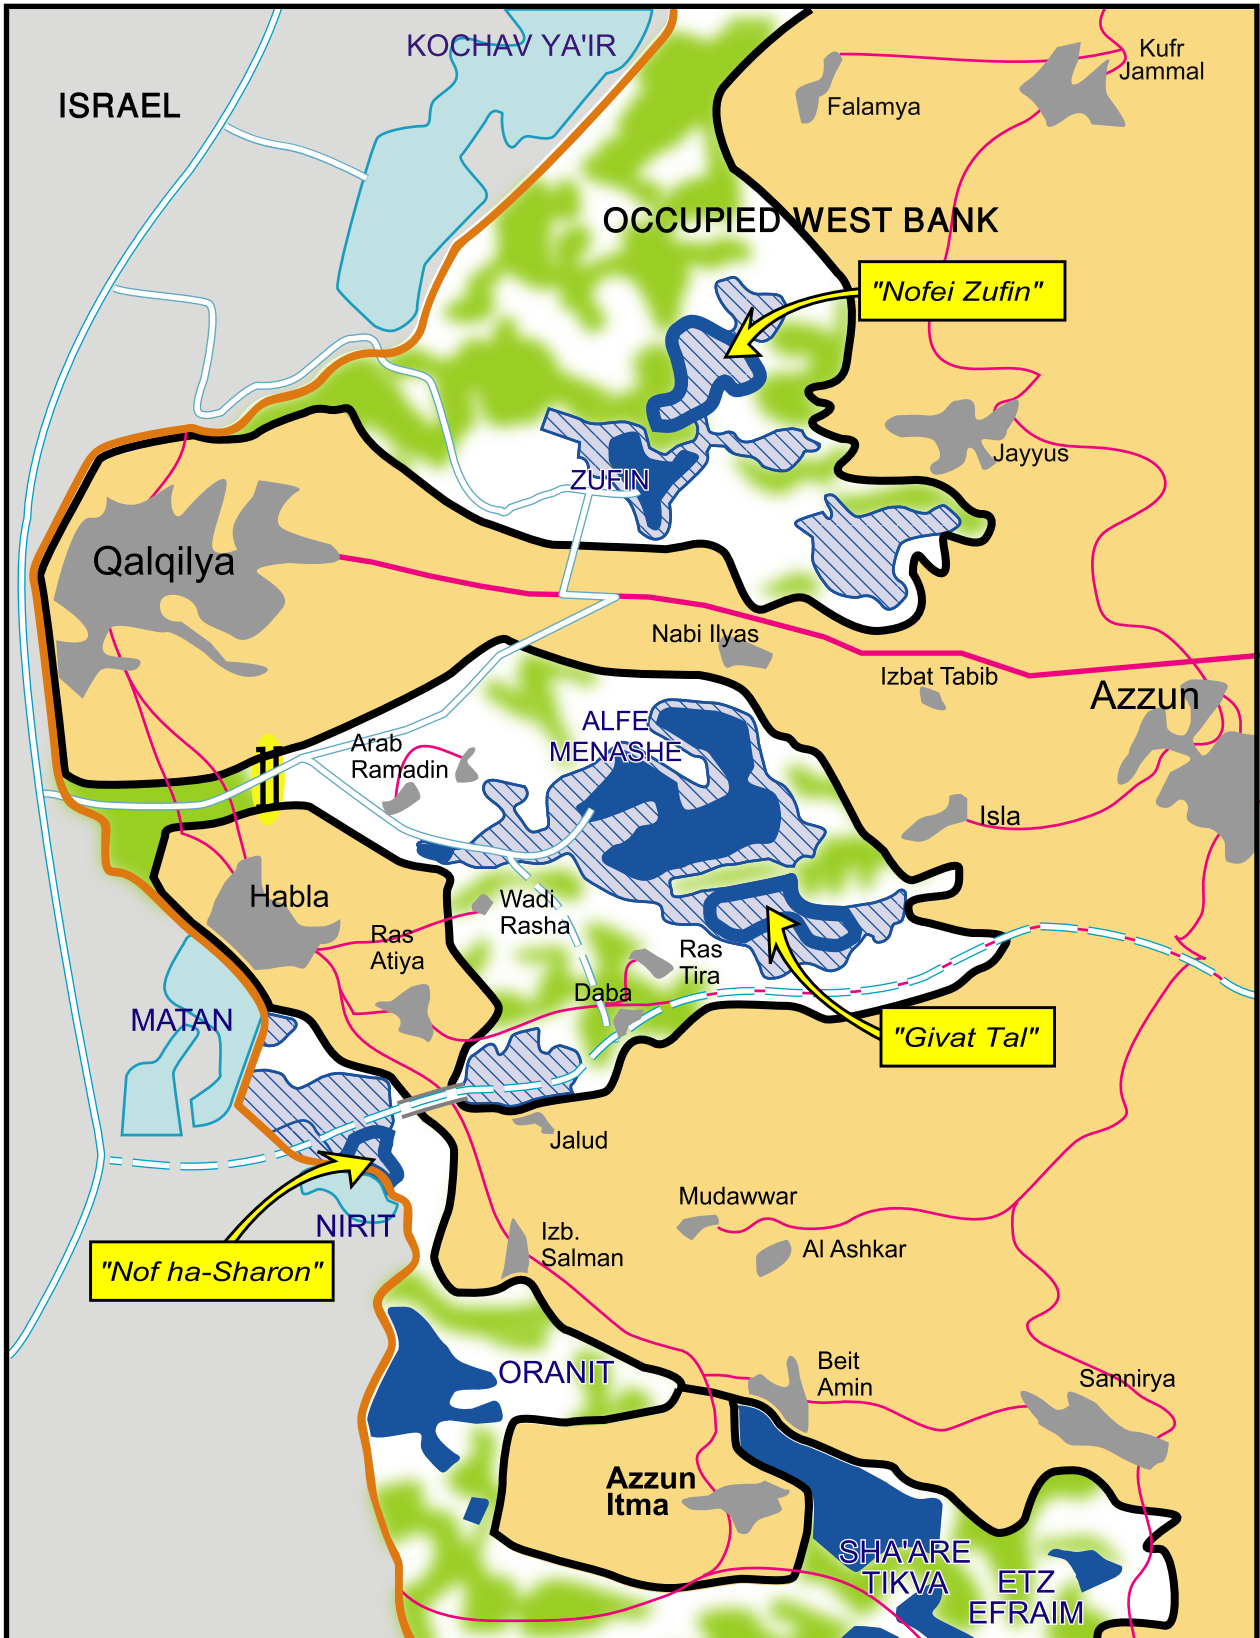 KOCHAV YA'IR
Kufr
Jammal
ISRAEL
Falamya
OCCUPIED WEST BANK
"Nofei Zufin"
Jayyus
ZUFIN
Qalqilya
Nabi Ilyas
Izbat Tabib
Azzun
ALFE
MENASHE
Arab
Ramadin
Isla
Habla
Wadi
Rasha
Ras
Atiya
Ras
Tira
Daba
MATAN
"Givat Tal"
Jalud
Mudawwar
NIRIT
Izb.
Salman
Al Ashkar
"Nof ha-Sharon"
Beit
Amin
ORANIT
Sannirya
Azzun
Itma
SHA'ARE
TIKVA
ETZ
EFRAIM